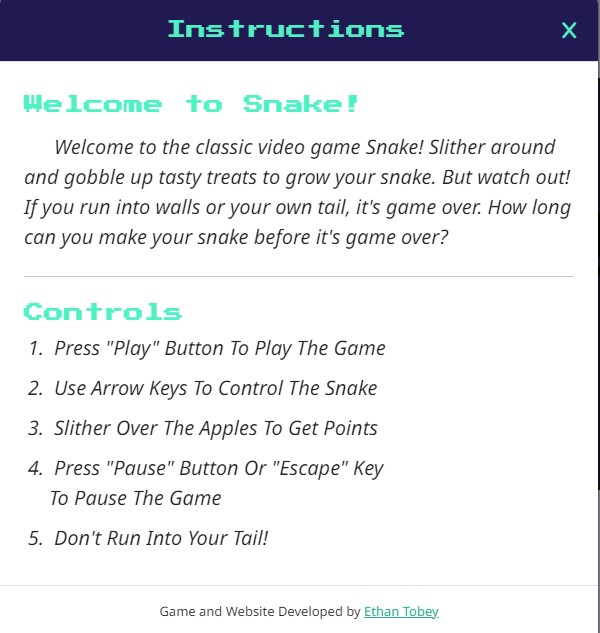 Instructions
X
Welcome to Snake!
Welcome to the classic video game Snake! Slither around
and gobble up tasty treats to grow your snake. But watch out!
If you run into walls or your own tail, it's game over. How long
can you make your snake before it's game over?
Controls
1. Press "Play" Button To Play The Game
2. Use Arrow Keys To Control The Snake
3. Slither Over The Apples To Get Points
4. Press "Pause" Button Or "Escape" Key
To Pause The Game
5. Don't Run Into Your Tail!
Game and Website Developed by Ethan Tobey